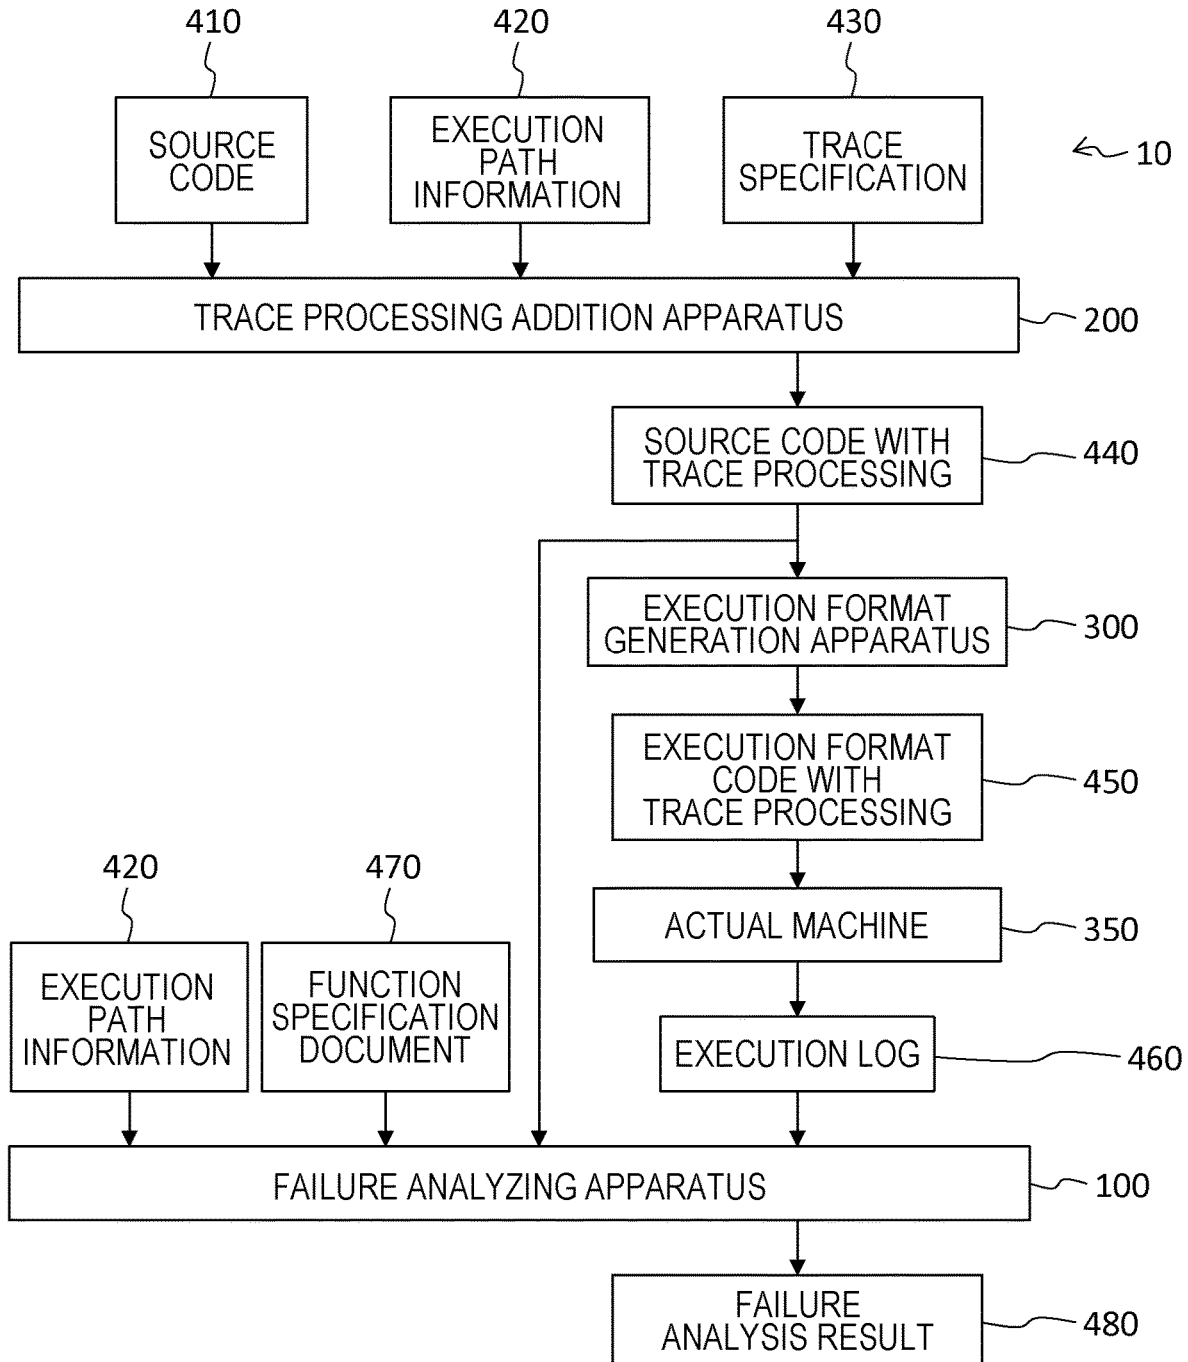 410
420
430
SOURCE
CODE
EXECUTION
PATH
INFORMATION
TRACE
SPECIFICATION
10
TRACE PROCESSING ADDITION APPARATUS
200
SOURCE CODE WITH
TRACE PROCESSING
440
EXECUTION FORMAT
GENERATION APPARATUS
300
EXECUTION FORMAT
CODE WITH
TRACE PROCESSING
450
420
470
ACTUAL MACHINE
350
EXECUTION
PATH
INFORMATION
FUNCTION
SPECIFICATION
DOCUMENT
EXECUTION LOG
460
FAILURE ANALYZING APPARATUS
100
FAILURE
ANALYSIS RESULT
480